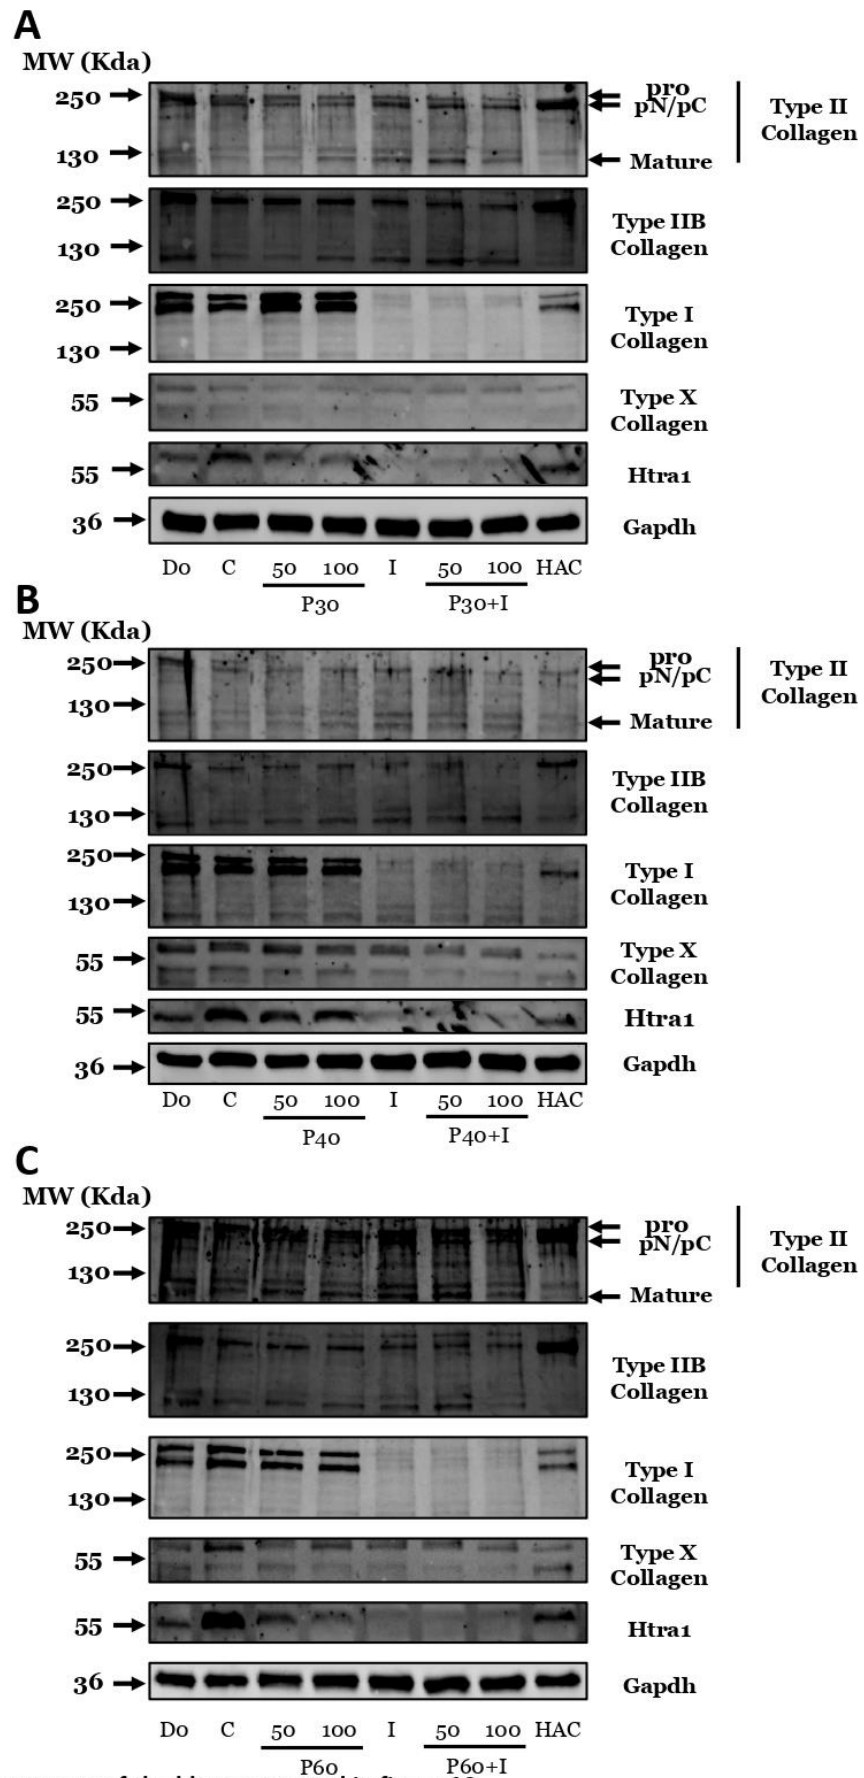 A
MW (Kda)
250
130
pro
pN/pC
Mature
Type II
Collagen
250
130
Type IIB
Collagen
250
130
Type I
Collagen
55
Type X
Collagen
55
Htra1
36
Gapdh
D0 C 50 100 I 50 100 HAC
P30 P30+I
B
MW (Kda)
250
130
pro
pN/pC
Mature
Type II
Collagen
250
130
Type IIB
Collagen
250
130
Type I
Collagen
55
Type X
Collagen
55
Htra1
36
Gapdh
D0 C 50 100 I 50 100 HAC
P40 P40+I
C
MW (Kda)
250
130
pro
pN/pC
Mature
Type II
Collagen
250
130
Type IIB
Collagen
250
130
Type I
Collagen
55
Type X
Collagen
55
Htra1
36
Gapdh
D0 C 50 100 I 50 100 HAC
P60 P60+I